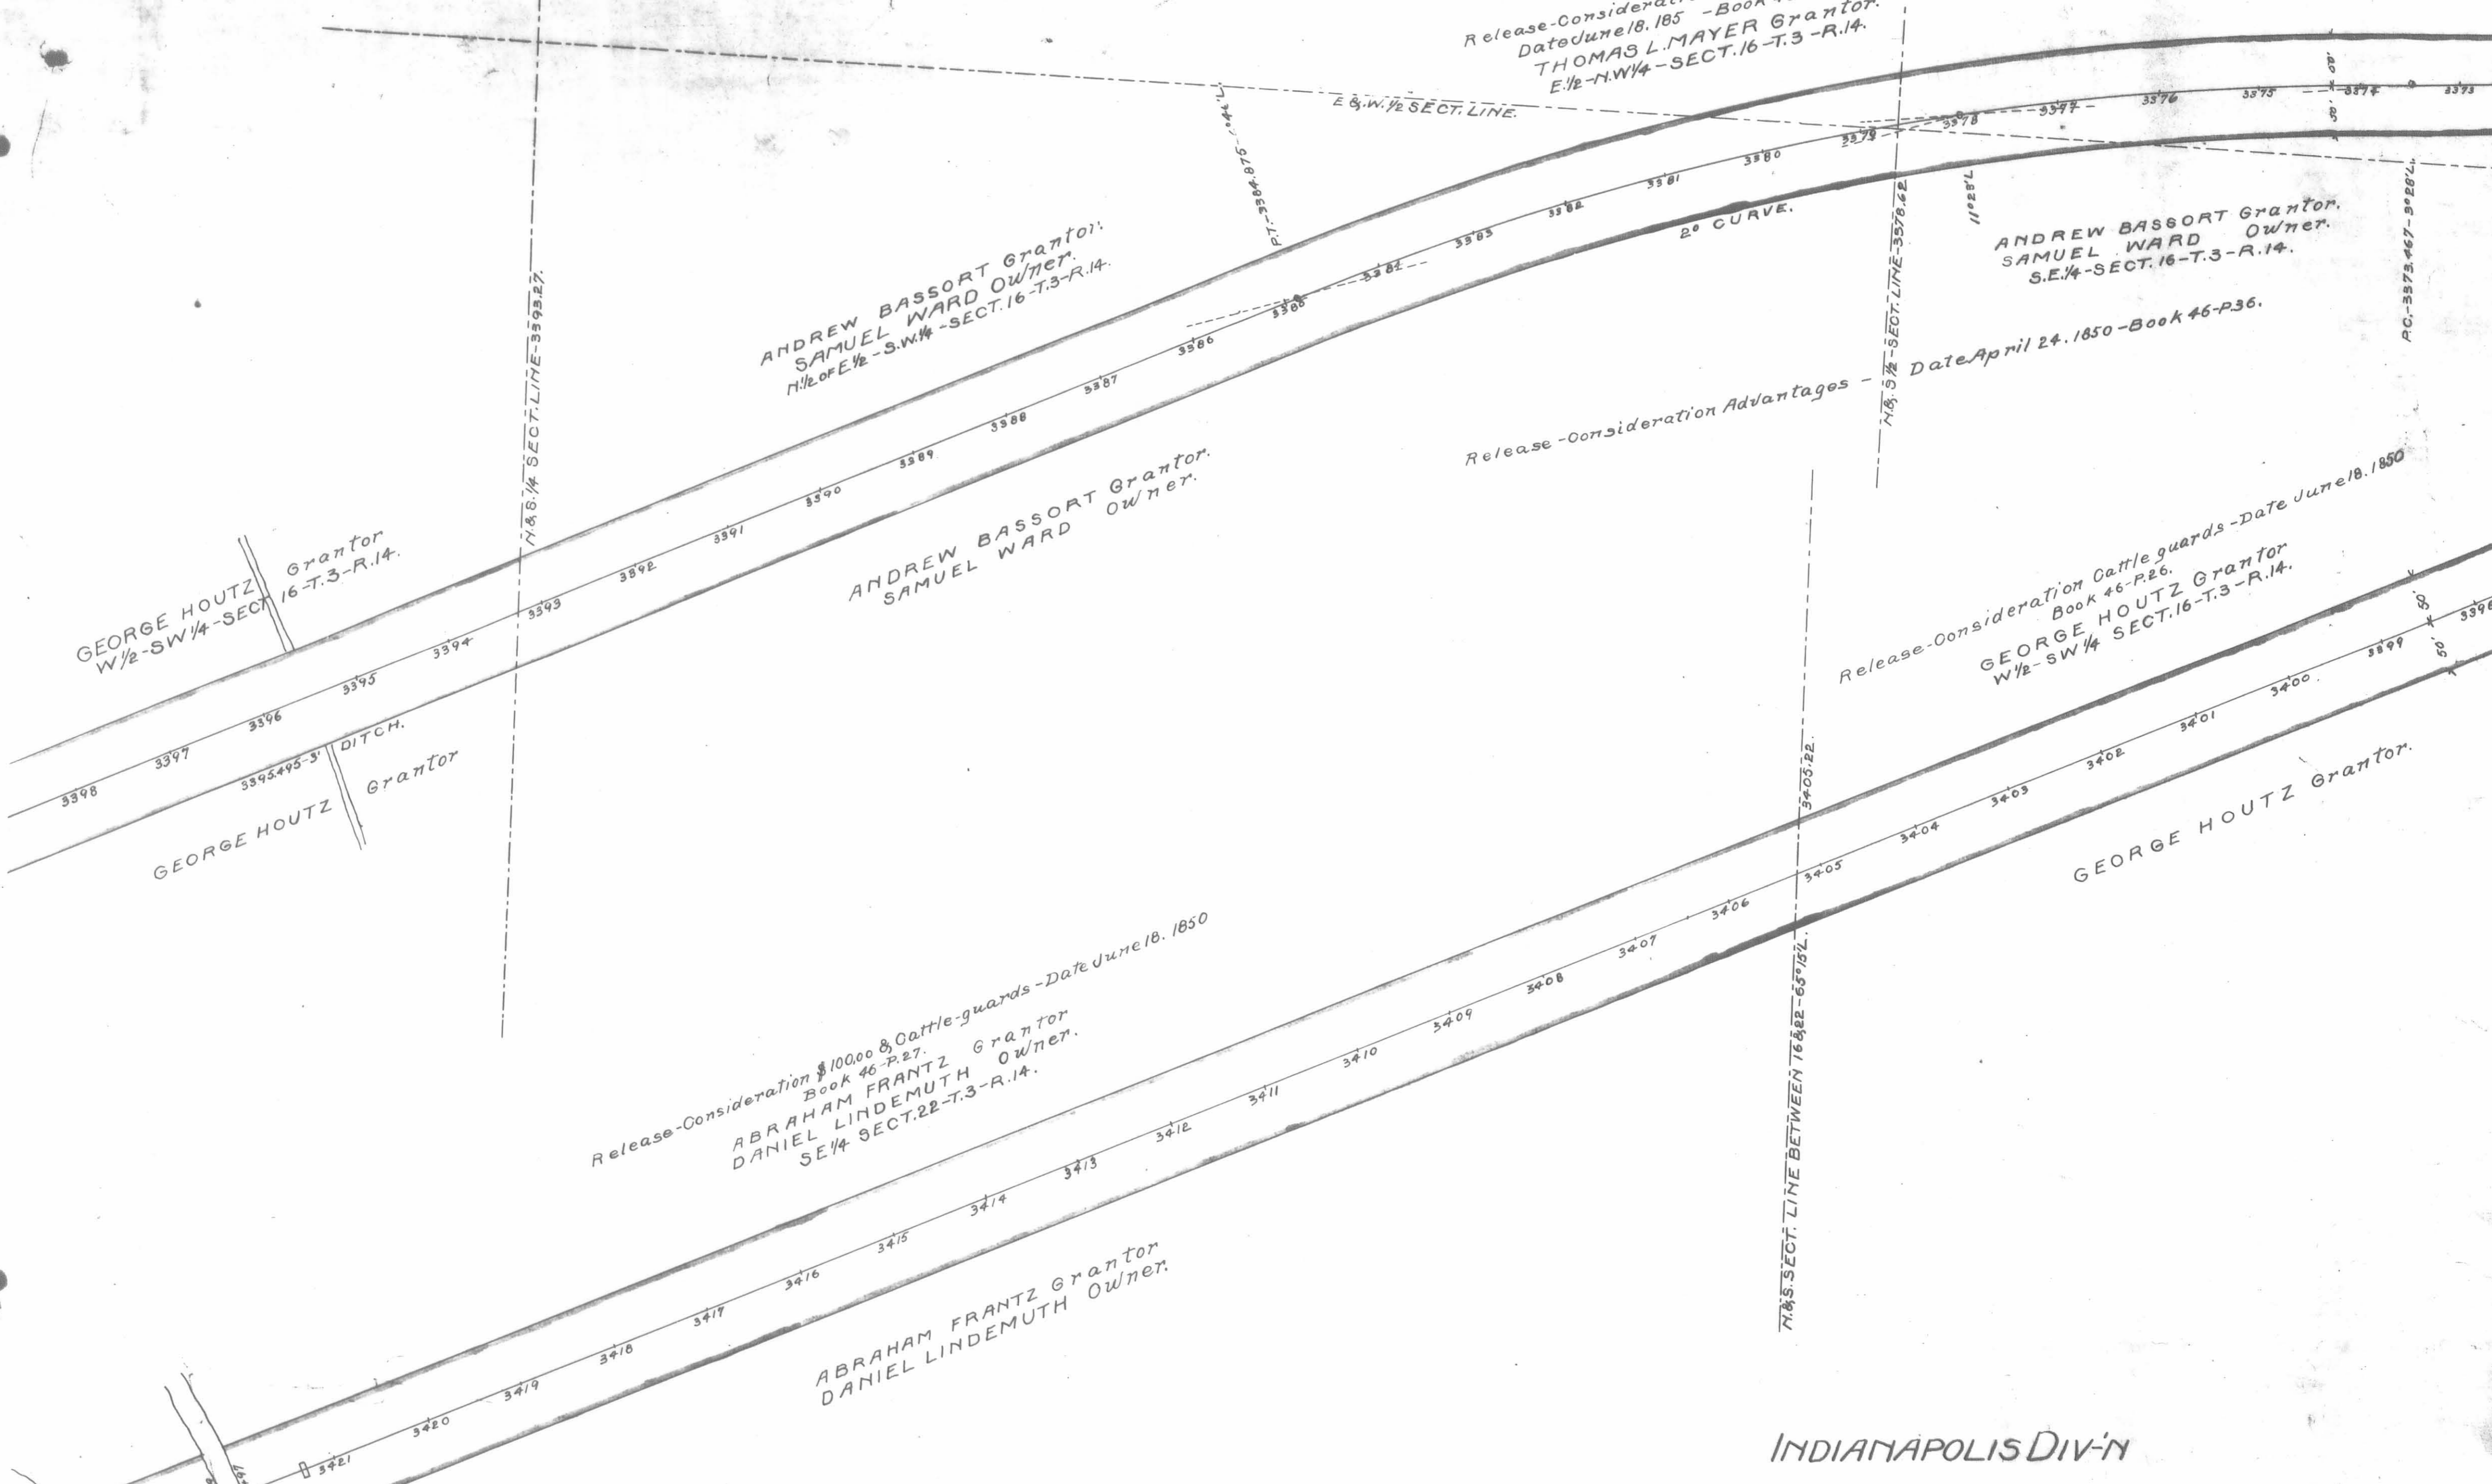 Release-Consideration
Date June 18. 185 -Book
THOMAS L. MAYER Grantor.
E.1/2-N.W1/4-SECT.16-T.3-R.14.
E.&.W.1/2 SECT. LINE.
P.T.-3384.875-1°44'L.
50'
3373
3374
3375
3376
3377
3378
3379
3380
3381
3382
3383
3384
3385
3386
3387
3388
3389
3390
3391
3392
3393
3394
3395
3396
3397
3398
2° CURVE.
11°23'L.
N.&.S.1/2-SECT. LINE-3378.62
P.C.-3373.467-3°28'L.
ANDREW BASSORT Grantor.
SAMUEL WARD Owner.
S.E.1/4-SECT.16-T.3-R.14.
Release-Consideration Advantages - Date April 24.1850-Book 46-P.36.
ANDREW BASSORT Grantor.
SAMUEL WARD Owner.
N.1/2 OF E.1/2-S.W.1/4-SECT.16-T.3-R.14.
N.&.S.1/4 SECT. LINE-3393.27.
ANDREW BASSORT Grantor.
SAMUEL WARD Owner.
GEORGE HOUTZ Grantor
W1/2-SW1/4-SECT 16-T.3-R.14.
3395.495-3' DITCH.
GEORGE HOUTZ Grantor
Release-Consideration Cattle guards-Date June 18. 1850
Book 46-P.26.
GEORGE HOUTZ Grantor
W1/2-SW1/4 SECT.16-T.3-R.14.
50'
50'
3399
3400
3401
3402
3403
3404
3405
3406
3407
3408
3409
3410
3411
3412
3413
3414
3415
3416
3417
3418
3419
3420
3421
GEORGE HOUTZ Grantor.
3405.22.
N.&.S.SECT. LINE BETWEEN 16&22-65°15'L.
Release-Consideration $100.00 & Cattle-guards-Date June 18. 1850
Book 46-P.27.
ABRAHAM FRANTZ Grantor
DANIEL LINDEMUTH Owner.
SE1/4 SECT.22-T.3-R.14.
ABRAHAM FRANTZ Grantor
DANIEL LINDEMUTH Owner.
INDIANAPOLIS DIV-'N